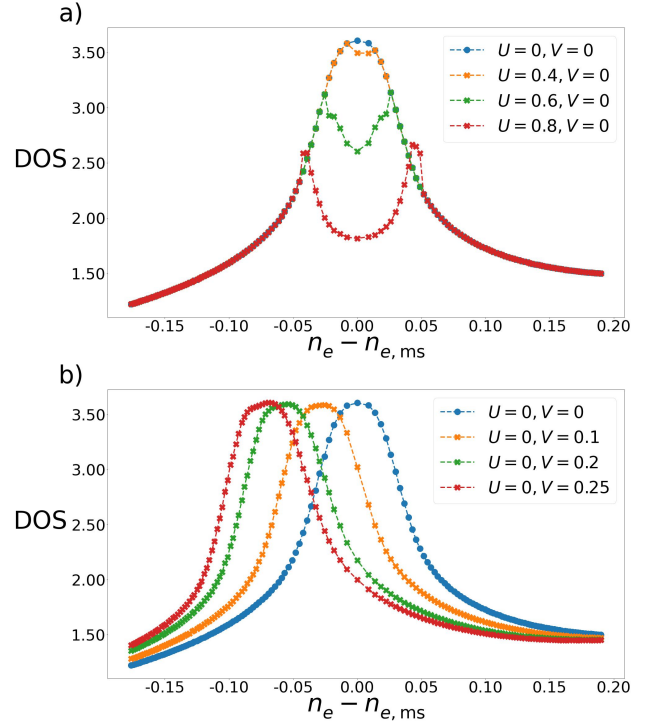 a)
3.50
3.00
2.50
2.00
1.50
DOS
U = 0, V = 0
U = 0.4, V = 0
U = 0.6, V = 0
U = 0.8, V = 0
-0.15 -0.10 -0.05 0.00 0.05 0.10 0.15 0.20
n_e − n_{e, ms}
b)
3.50
3.00
2.50
2.00
1.50
DOS
U = 0, V = 0
U = 0, V = 0.1
U = 0, V = 0.2
U = 0, V = 0.25
-0.15 -0.10 -0.05 0.00 0.05 0.10 0.15 0.20
n_e − n_{e, ms}